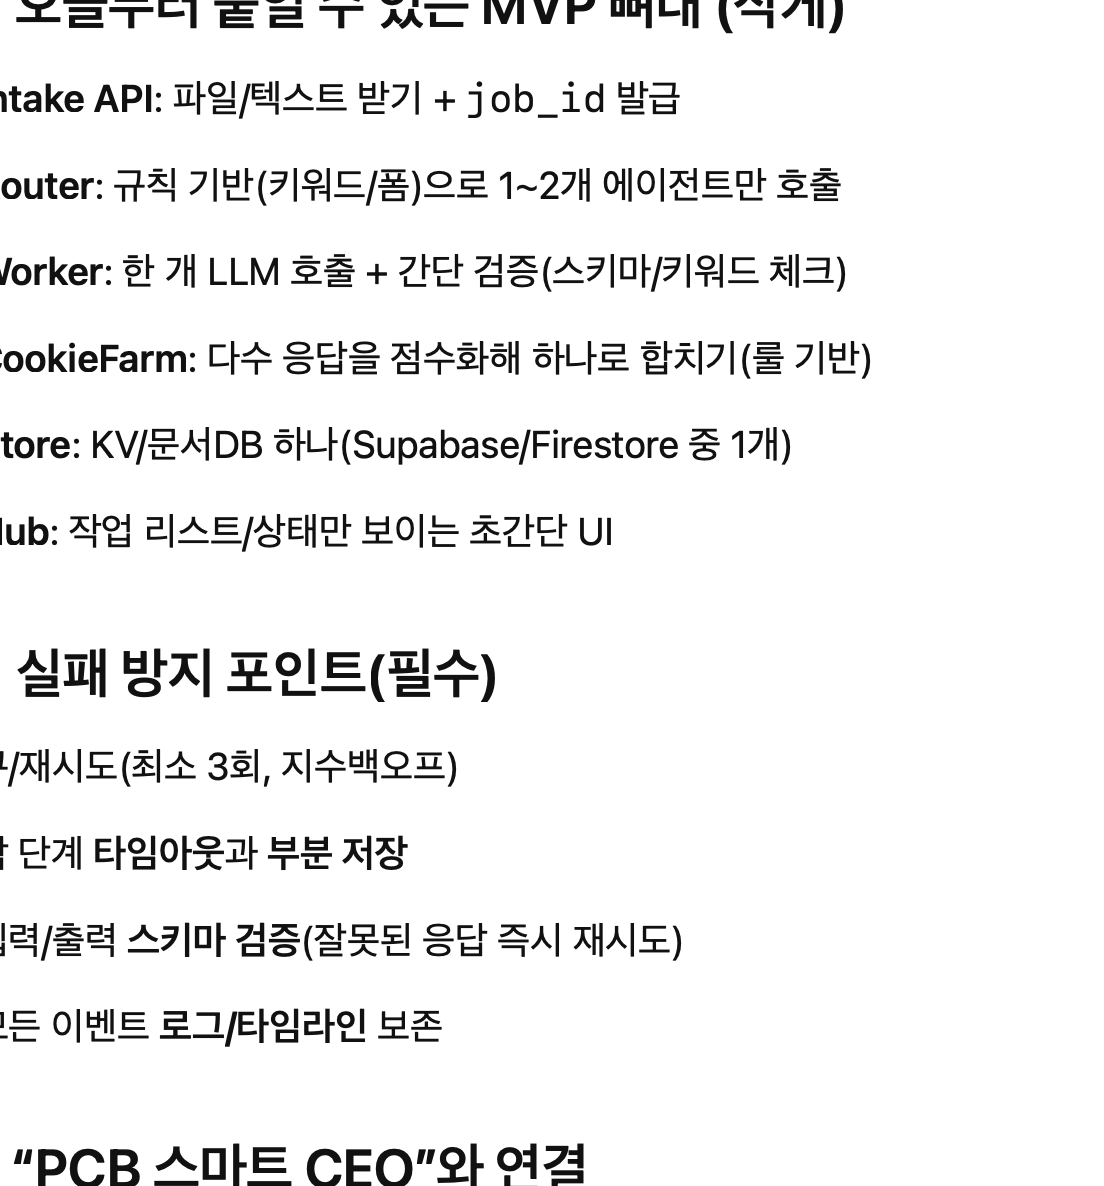 오늘부터 붙일 수 있는 MVP 뼈대 (작게)
ntake API: 파일/텍스트 받기 + job_id 발급
outer: 규칙 기반(키워드/폼)으로 1~2개 에이전트만 호출
Worker: 한 개 LLM 호출 + 간단 검증(스키마/키워드 체크)
CookieFarm: 다수 응답을 점수화해 하나로 합치기(룰 기반)
tore: KV/문서DB 하나(Supabase/Firestore 중 1개)
Hub: 작업 리스트/상태만 보이는 초간단 UI
실패 방지 포인트(필수)
/재시도(최소 3회, 지수백오프)
단계 타임아웃과 부분 저장
입력/출력 스키마 검증(잘못된 응답 즉시 재시도)
모든 이벤트 로그/타임라인 보존
“PCB 스마트 CEO”와 연결